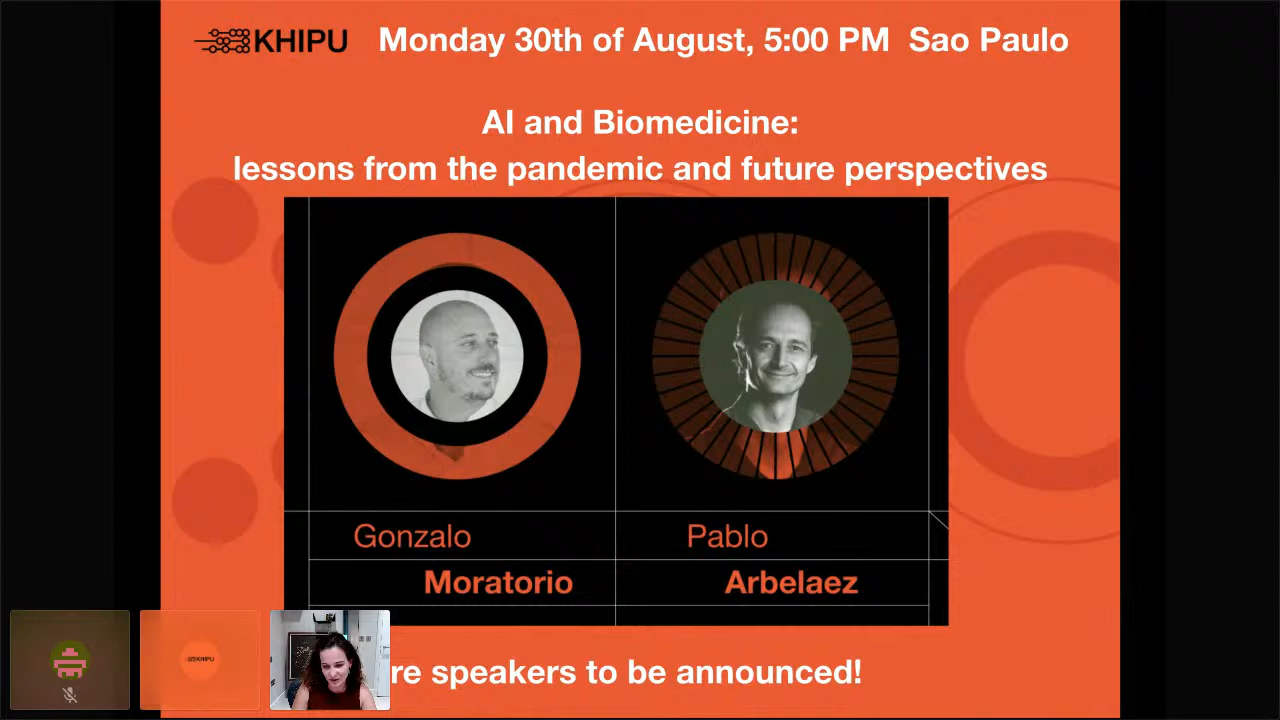 KHIPU Monday 30th of August, 5:00 PM Sao Paulo
AI and Biomedicine:
lessons from the pandemic and future perspectives
Gonzalo Pablo
Moratorio Arbelaez
KHIPU
re speakers to be announced!